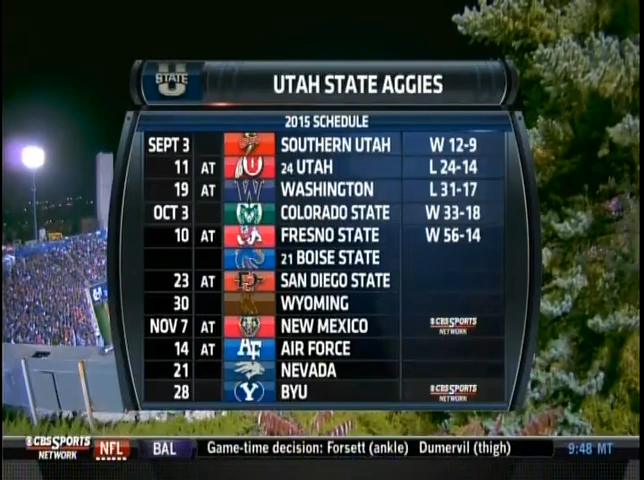 U STATE UTAH STATE AGGIES
2015 SCHEDULE
SEPT 3 SOUTHERN UTAH W 12-9
11 AT U 24 UTAH L 24-14
19 AT W WASHINGTON L 31-17
OCT 3 COLORADO STATE W 33-18
10 AT FRESNO STATE W 56-14
21 BOISE STATE
23 AT SAN DIEGO STATE
30 WYOMING
NOV 7 AT NEW MEXICO CBS SPORTS NETWORK
14 AT AF AIR FORCE
21 NEVADA
28 Y BYU CBS SPORTS NETWORK
CBS SPORTS NETWORK NFL BAL Game-time decision: Forsett (ankle) Dumervil (thigh) 9:48 MT